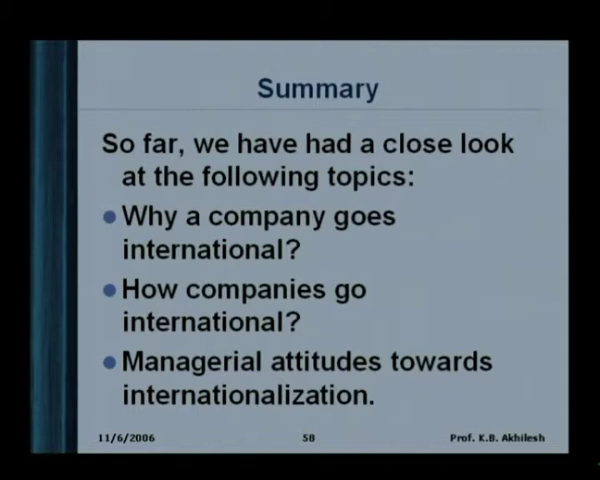 Summary
So far, we have had a close look
at the following topics:
Why a company goes
international?
How companies go
international?
Managerial attitudes towards
internationalization.
11/6/2006 58 Prof. K.B. Akhilesh